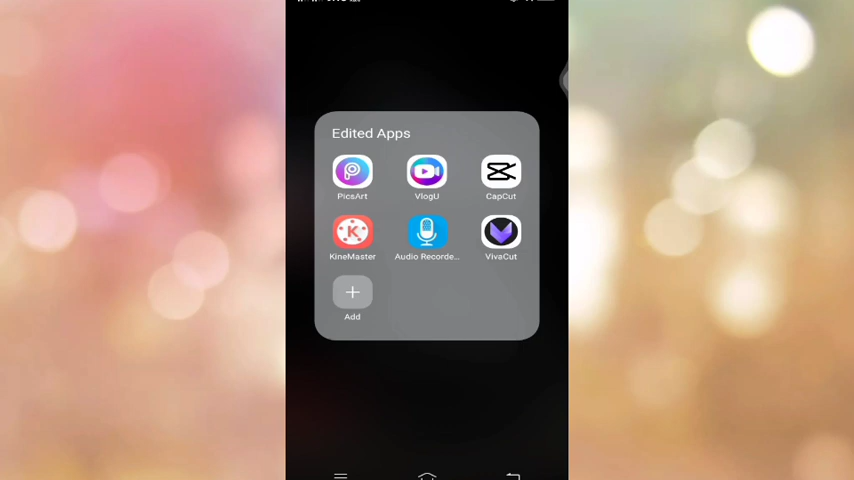 Edited Apps
PicsArt
VlogU
CapCut
KineMaster
Audio Recorde...
VivaCut
Add